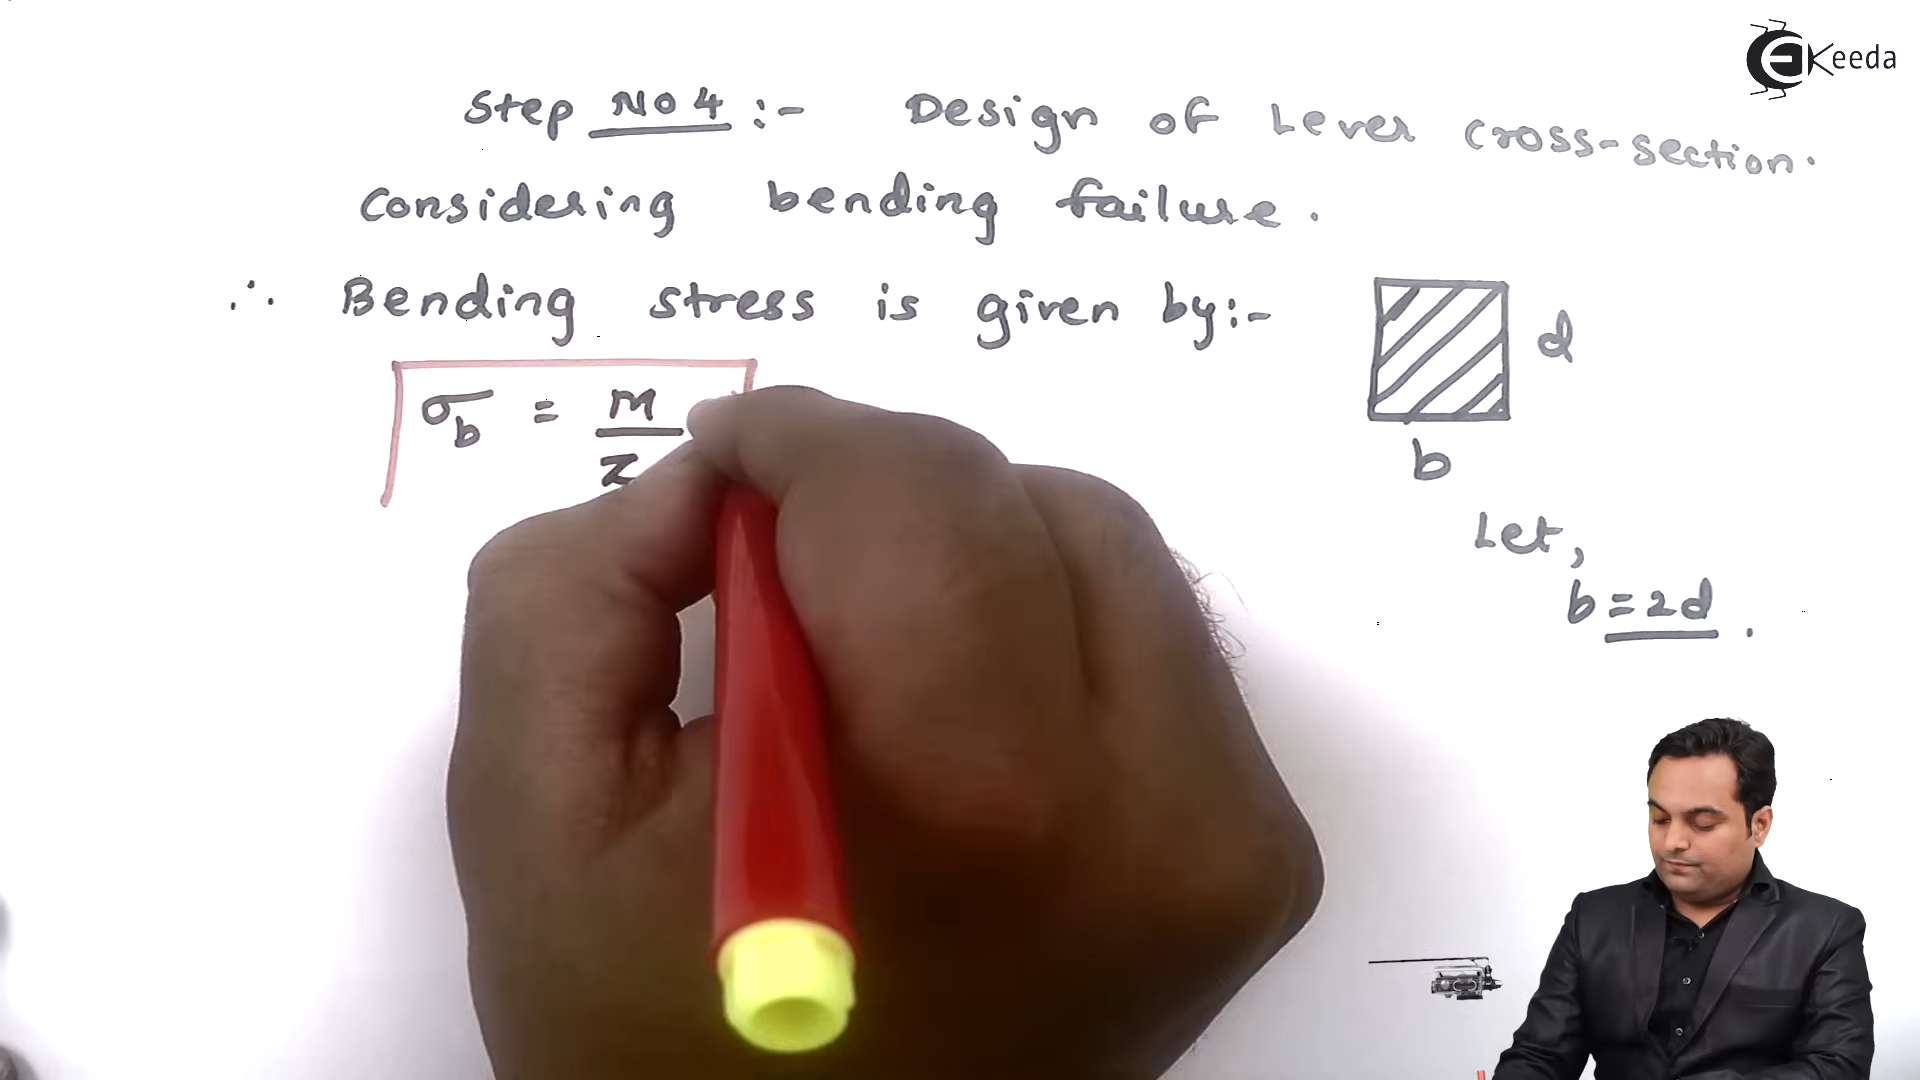 Keeda
Step No 4 :- Design of Lever cross-section.
considering bending failure.
∴ Bending stress is given by:-
σb = M
Z
d
b
Let,
b = 2d .